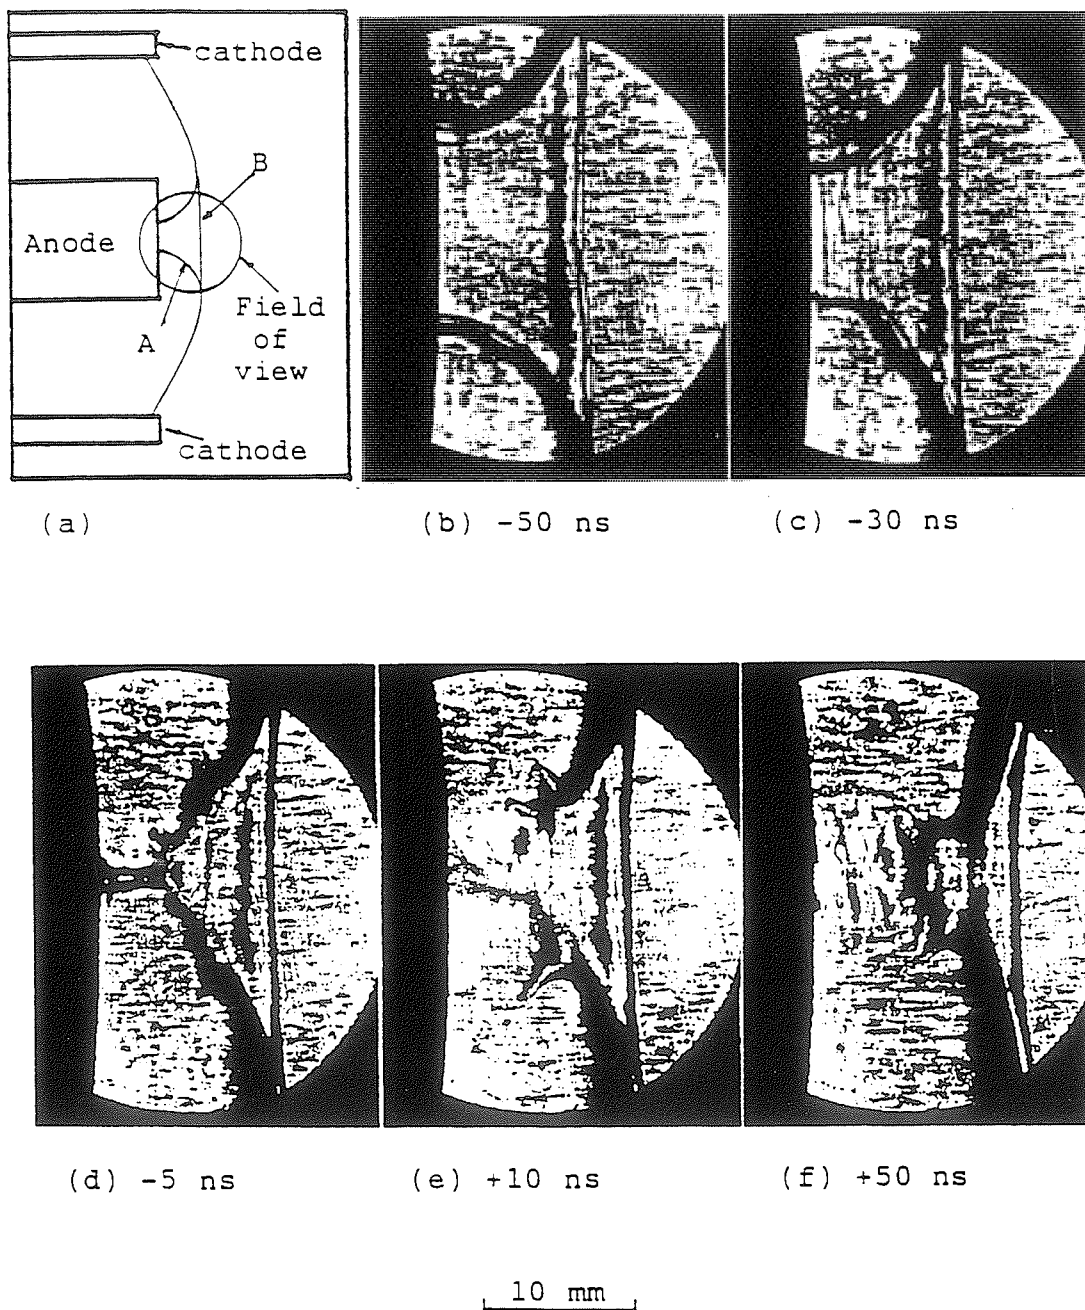 cathode
B
Anode
Field
of
view
A
cathode
(a)
(b) -50 ns
(c) -30 ns
(d) -5 ns
(e) +10 ns
(f) +50 ns
10 mm